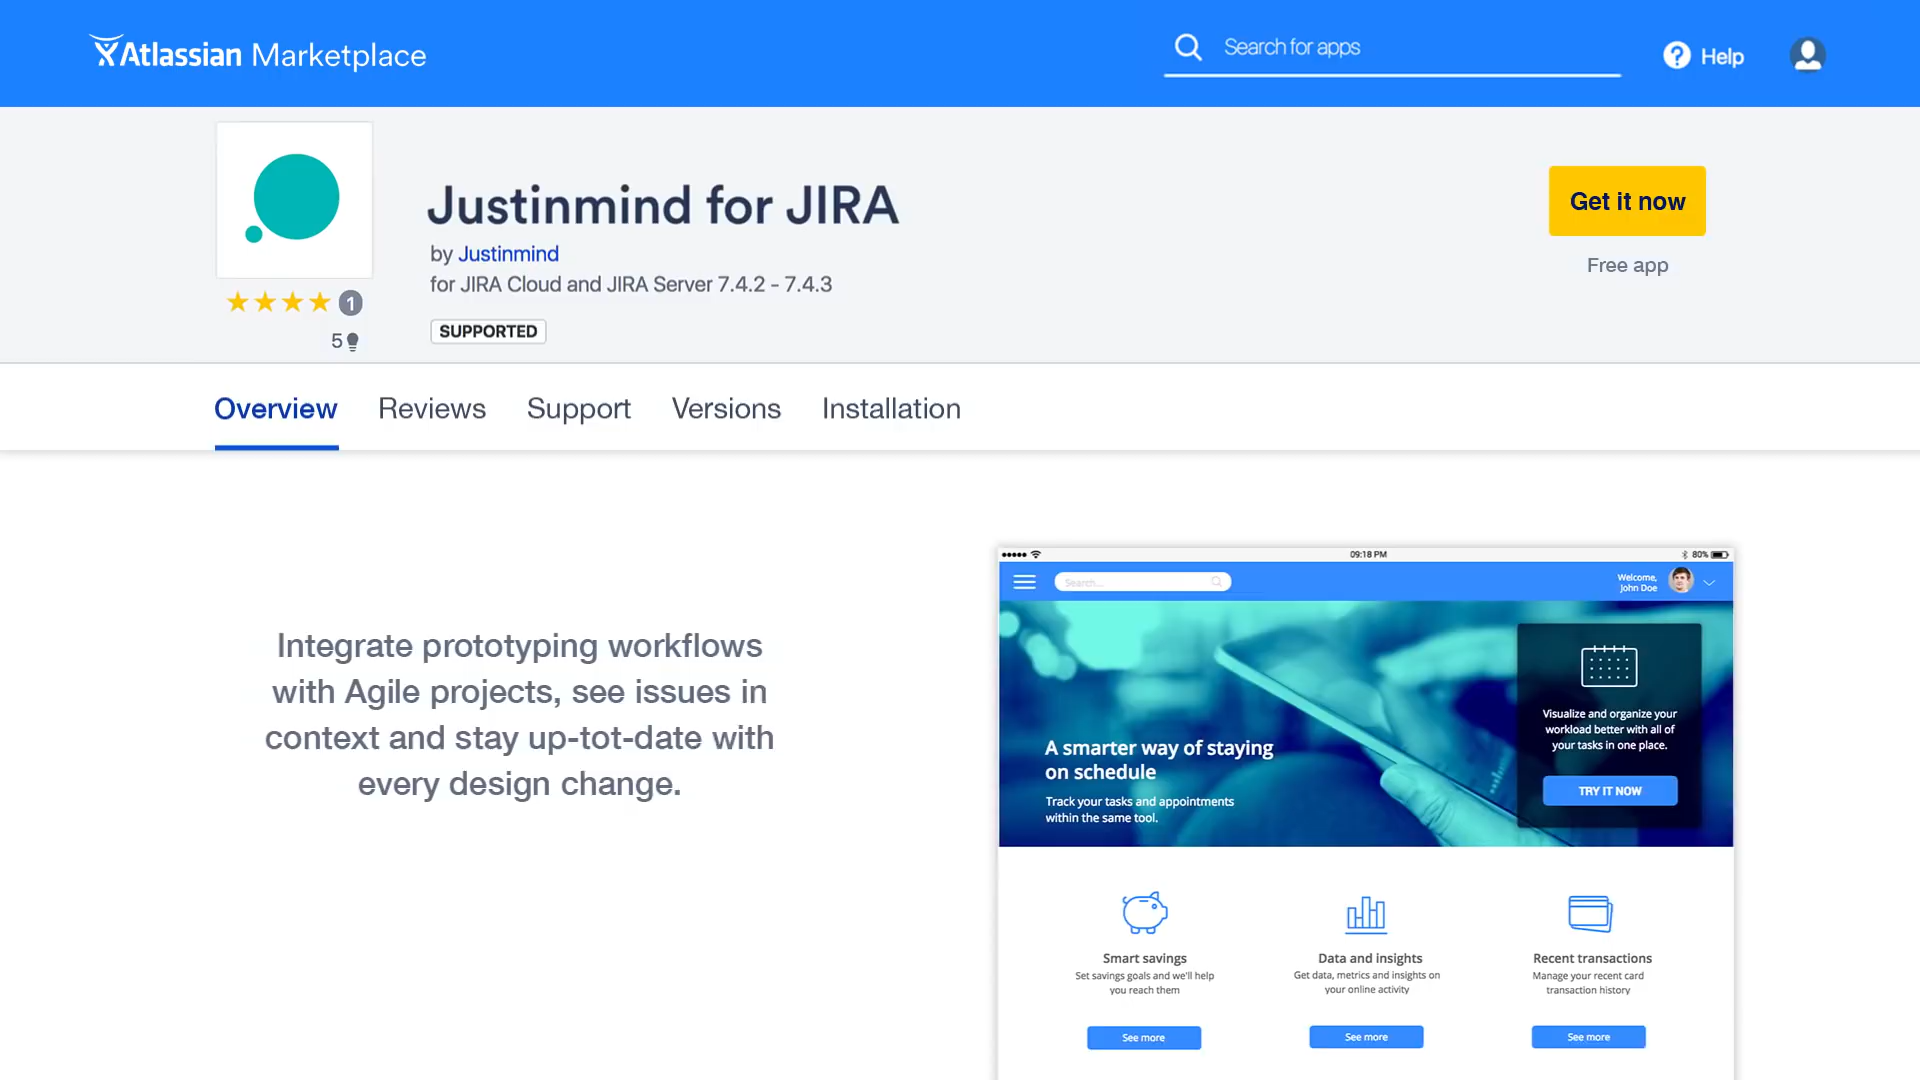 Atlassian Marketplace
Search for apps
Help
Justinmind for JIRA
by Justinmind
for JIRA Cloud and JIRA Server 7.4.2 - 7.4.3
1
5
SUPPORTED
Get it now
Free app
Overview
Reviews
Support
Versions
Installation
Integrate prototyping workflows
with Agile projects, see issues in
context and stay up-tot-date with
every design change.
09:18 PM
80%
Search...
Welcome,
John Doe
A smarter way of staying
on schedule
Track your tasks and appointments
within the same tool.
Visualize and organize your
workload better with all of
your tasks in one place.
TRY IT NOW
Smart savings
Set savings goals and we'll help
you reach them
See more
Data and insights
Get data, metrics and insights on
your online activity
See more
Recent transactions
Manage your recent card
transaction history
See more